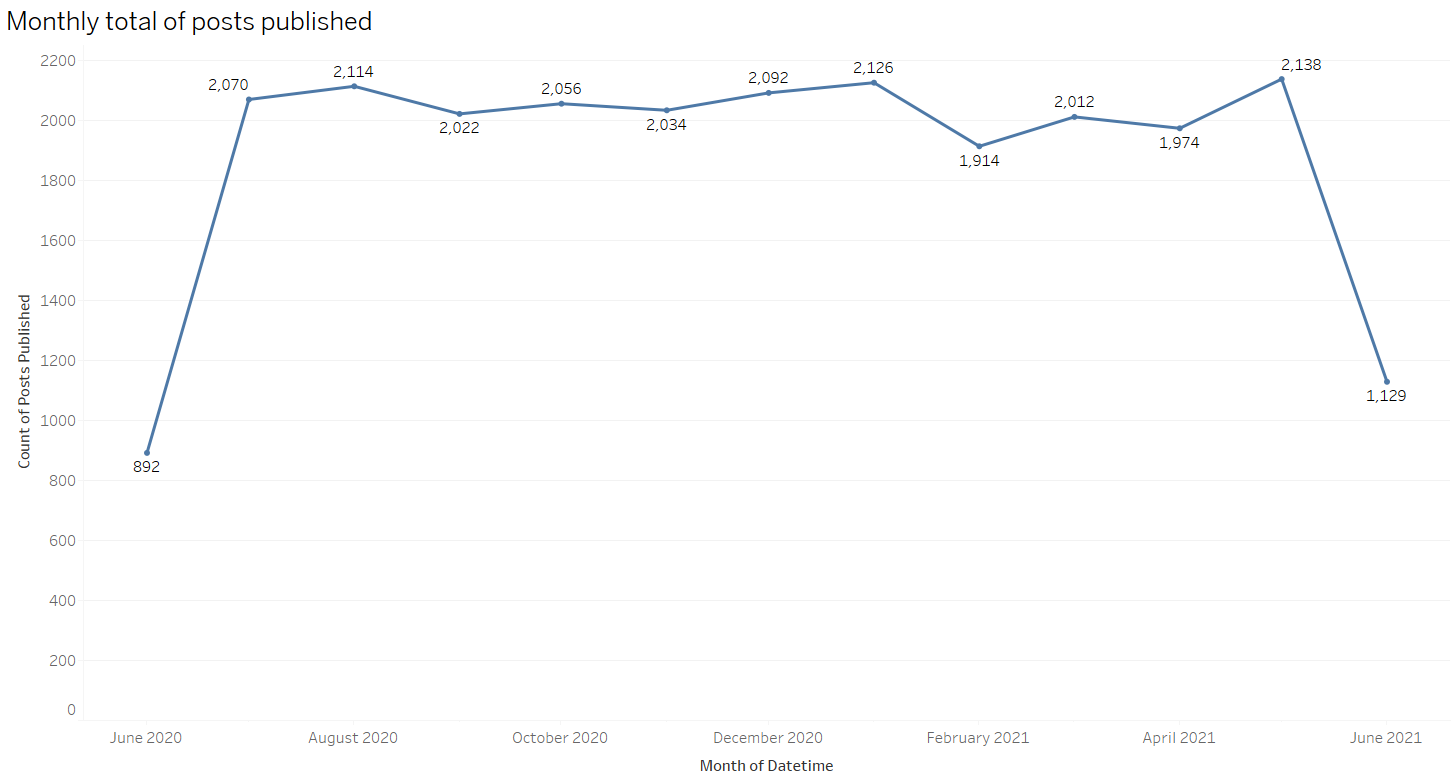 Monthly total of posts published
2200
2000
1800
1600
1400
1200
1000
800
600
400
200
0
Count of Posts Published
892
2,070
2,114
2,022
2,056
2,034
2,092
2,126
1,914
2,012
1,974
2,138
1,129
June 2020
August 2020
October 2020
December 2020
February 2021
April 2021
June 2021
Month of Datetime